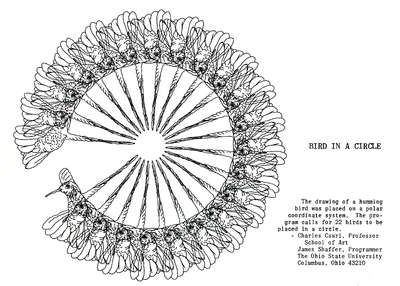 BIRD IN A CIRCLE
The drawing of a humming
bird was placed on a polar
coordinate system. The pro-
gram calls for 22 birds to be
placed in a circle.
- Charles Csuri, Professor
School of Art
James Shaffer, Programmer
The Ohio State University
Columbus, Ohio 43210